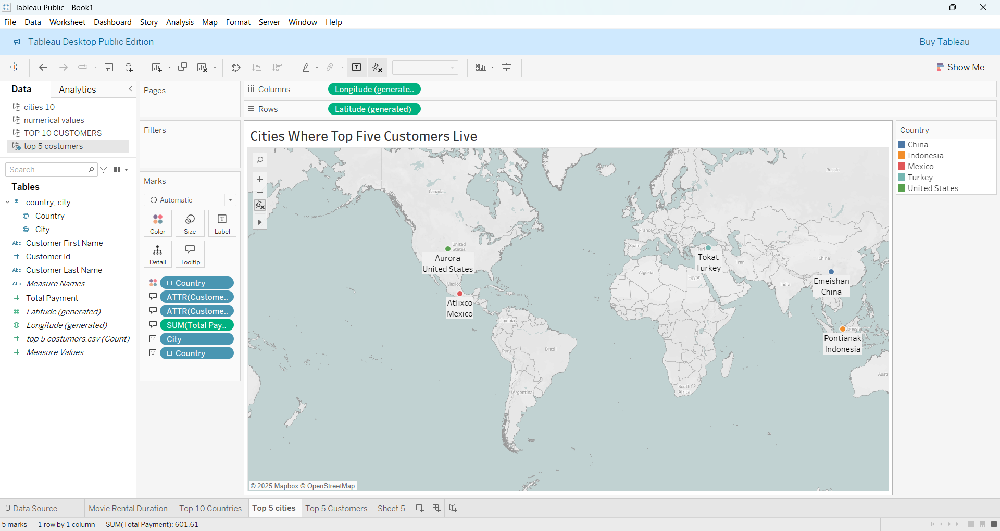 Tableau Public - Book1
File Data Worksheet Dashboard Story Analysis Map Format Server Window Help
Tableau Desktop Public Edition
Buy Tableau
Show Me
Data
Analytics
cities 10
numerical values
TOP 10 CUSTOMERS
top 5 costumers
Search
Tables
country, city
Country
City
Abc Customer First Name
# Customer Id
Abc Customer Last Name
Abc Measure Names
# Total Payment
Latitude (generated)
Longitude (generated)
# top 5 costumers.csv (Count)
# Measure Values
Pages
Filters
Marks
Automatic
Color
Size
Label
Detail
Tooltip
Country
ATTR(Custome..
ATTR(Custome..
SUM(Total Pay..
City
Country
Columns
Longitude (generate..
Rows
Latitude (generated)
Cities Where Top Five Customers Live
Russia
Canada
United
States
Aurora
United States
Mexico
Atlixco
Mexico
Colombia
Peru
Brazil
Argentina
France
Spain
Algeria
Egypt
Tokat
Turkey
Iran
China
India
Emeishan
China
Pontianak
Indonesia
South
Africa
© 2025 Mapbox © OpenStreetMap
Country
China
Indonesia
Mexico
Turkey
United States
Data Source
Movie Rental Duration
Top 10 Countries
Top 5 cities
Top 5 Customers
Sheet 5
5 marks
1 row by 1 column
SUM(Total Payment): 601.61